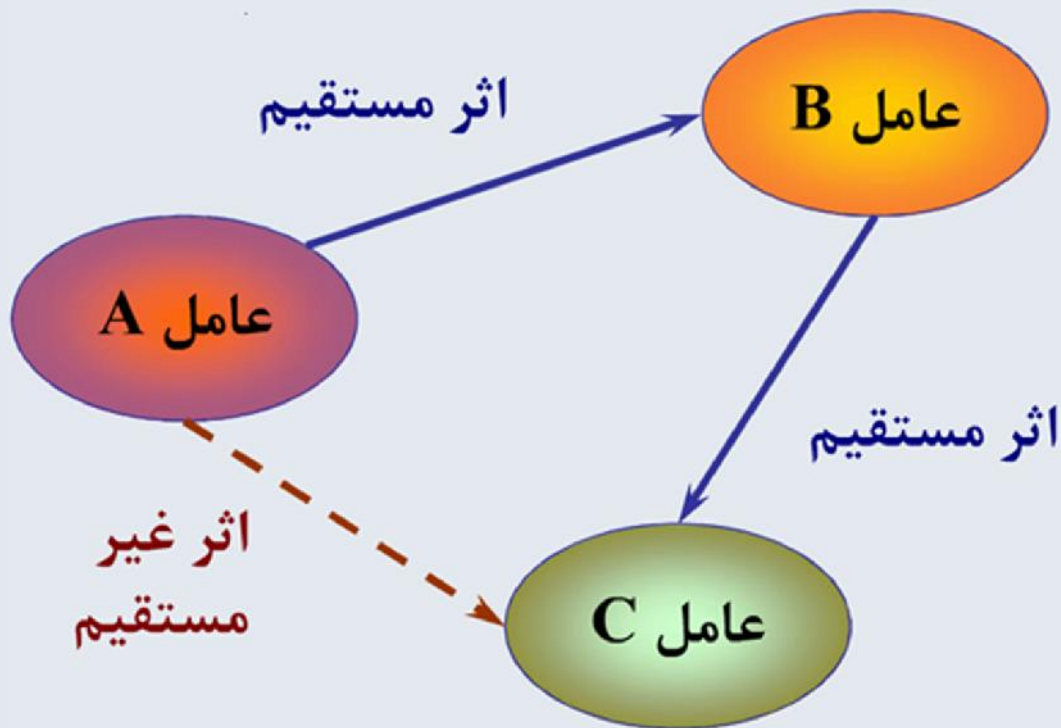 اثر مستقیم
عامل B
عامل A
اثر مستقیم
اثر غیر
مستقیم
عامل C